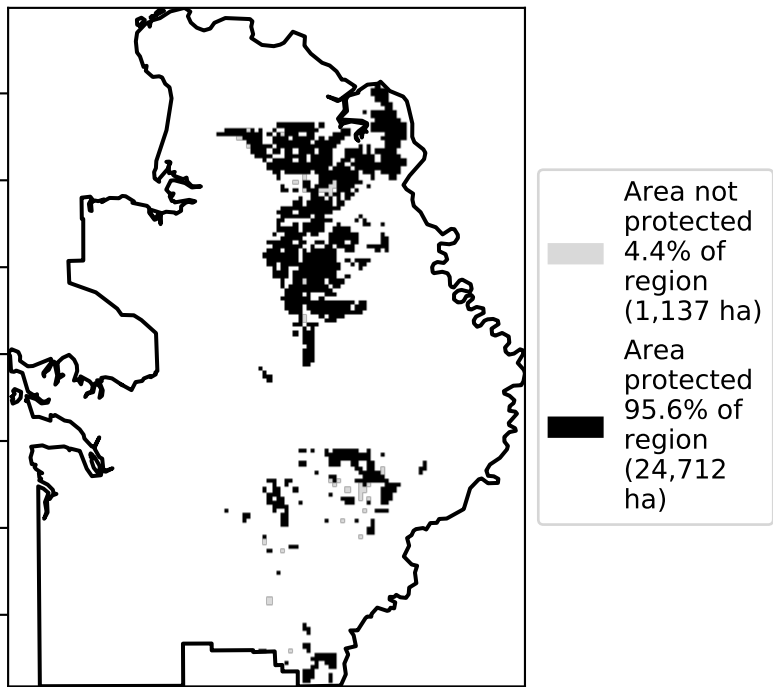 Area not
protected
4.4% of
region
(1,137 ha)
Area
protected
95.6% of
region
(24,712
ha)